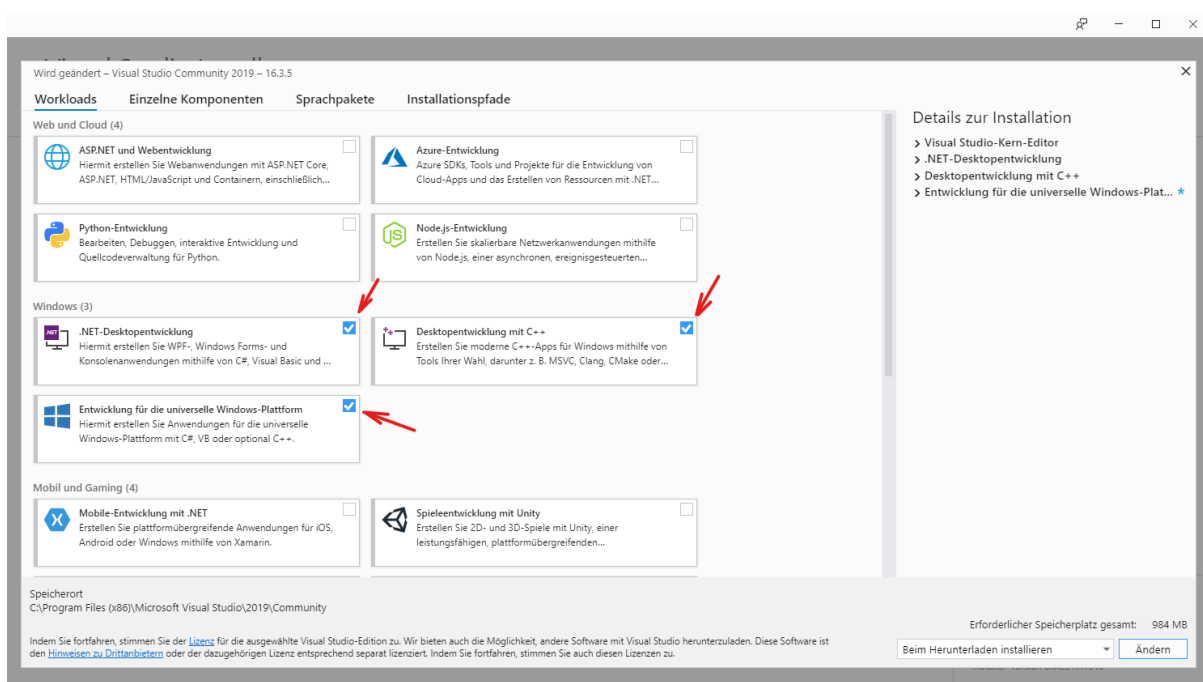 Wird geändert – Visual Studio Community 2019 – 16.3.5
Workloads Einzelne Komponenten Sprachpakete Installationspfade
Web und Cloud (4)
ASP.NET und Webentwicklung
Hiermit erstellen Sie Webanwendungen mit ASP.NET Core,
ASP.NET, HTML/JavaScript und Containern, einschließlich...
Azure-Entwicklung
Azure SDKs, Tools und Projekte für die Entwicklung von
Cloud-Apps und das Erstellen von Ressourcen mit .NET...
Python-Entwicklung
Bearbeiten, Debuggen, interaktive Entwicklung und
Quellcodeverwaltung für Python.
Node.js-Entwicklung
Erstellen Sie skalierbare Netzwerkanwendungen mithilfe
von Node.js, einer asynchronen, ereignisgesteuerten...
Windows (3)
.NET-Desktopentwicklung
Hiermit erstellen Sie WPF-, Windows Forms- und
Konsolenanwendungen mithilfe von C#, Visual Basic und ...
Desktopentwicklung mit C++
Erstellen Sie moderne C++-Apps für Windows mithilfe von
Tools Ihrer Wahl, darunter z. B. MSVC, Clang, CMake oder...
Entwicklung für die universelle Windows-Plattform
Hiermit erstellen Sie Anwendungen für die universelle
Windows-Plattform mit C#, VB oder optional C++.
Mobil und Gaming (4)
Mobile-Entwicklung mit .NET
Erstellen Sie plattformübergreifende Anwendungen für iOS,
Android oder Windows mithilfe von Xamarin.
Spieleentwicklung mit Unity
Erstellen Sie 2D- und 3D-Spiele mit Unity, einer
leistungsfähigen, plattformübergreifenden...
Details zur Installation
Visual Studio-Kern-Editor
.NET-Desktopentwicklung
Desktopentwicklung mit C++
Entwicklung für die universelle Windows-Plat... *
Speicherort
C:\Program Files (x86)\Microsoft Visual Studio\2019\Community
Indem Sie fortfahren, stimmen Sie der Lizenz für die ausgewählte Visual Studio-Edition zu. Wir bieten auch die Möglichkeit, andere Software mit Visual Studio herunterzuladen. Diese Software ist
den Hinweisen zu Drittanbietern oder der dazugehörigen Lizenz entsprechend separat lizenziert. Indem Sie fortfahren, stimmen Sie auch diesen Lizenzen zu.
Erforderlicher Speicherplatz gesamt: 984 MB
Beim Herunterladen installieren Ändern